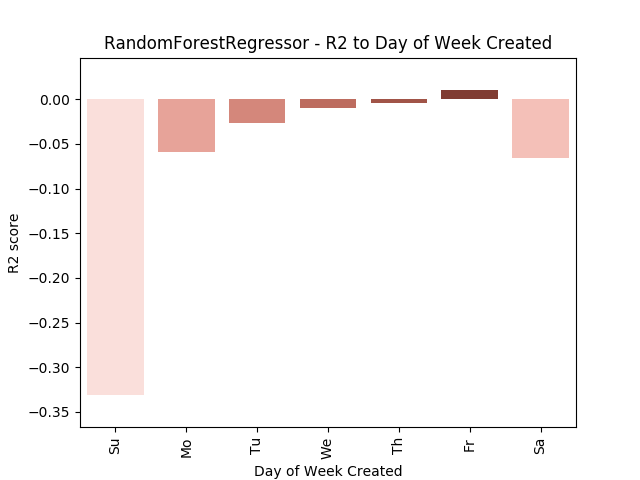 RandomForestRegressor - R2 to Day of Week Created
R2 score
0.00
−0.05
−0.10
−0.15
−0.20
−0.25
−0.30
−0.35
Su
Mo
Tu
We
Th
Fr
Sa
Day of Week Created